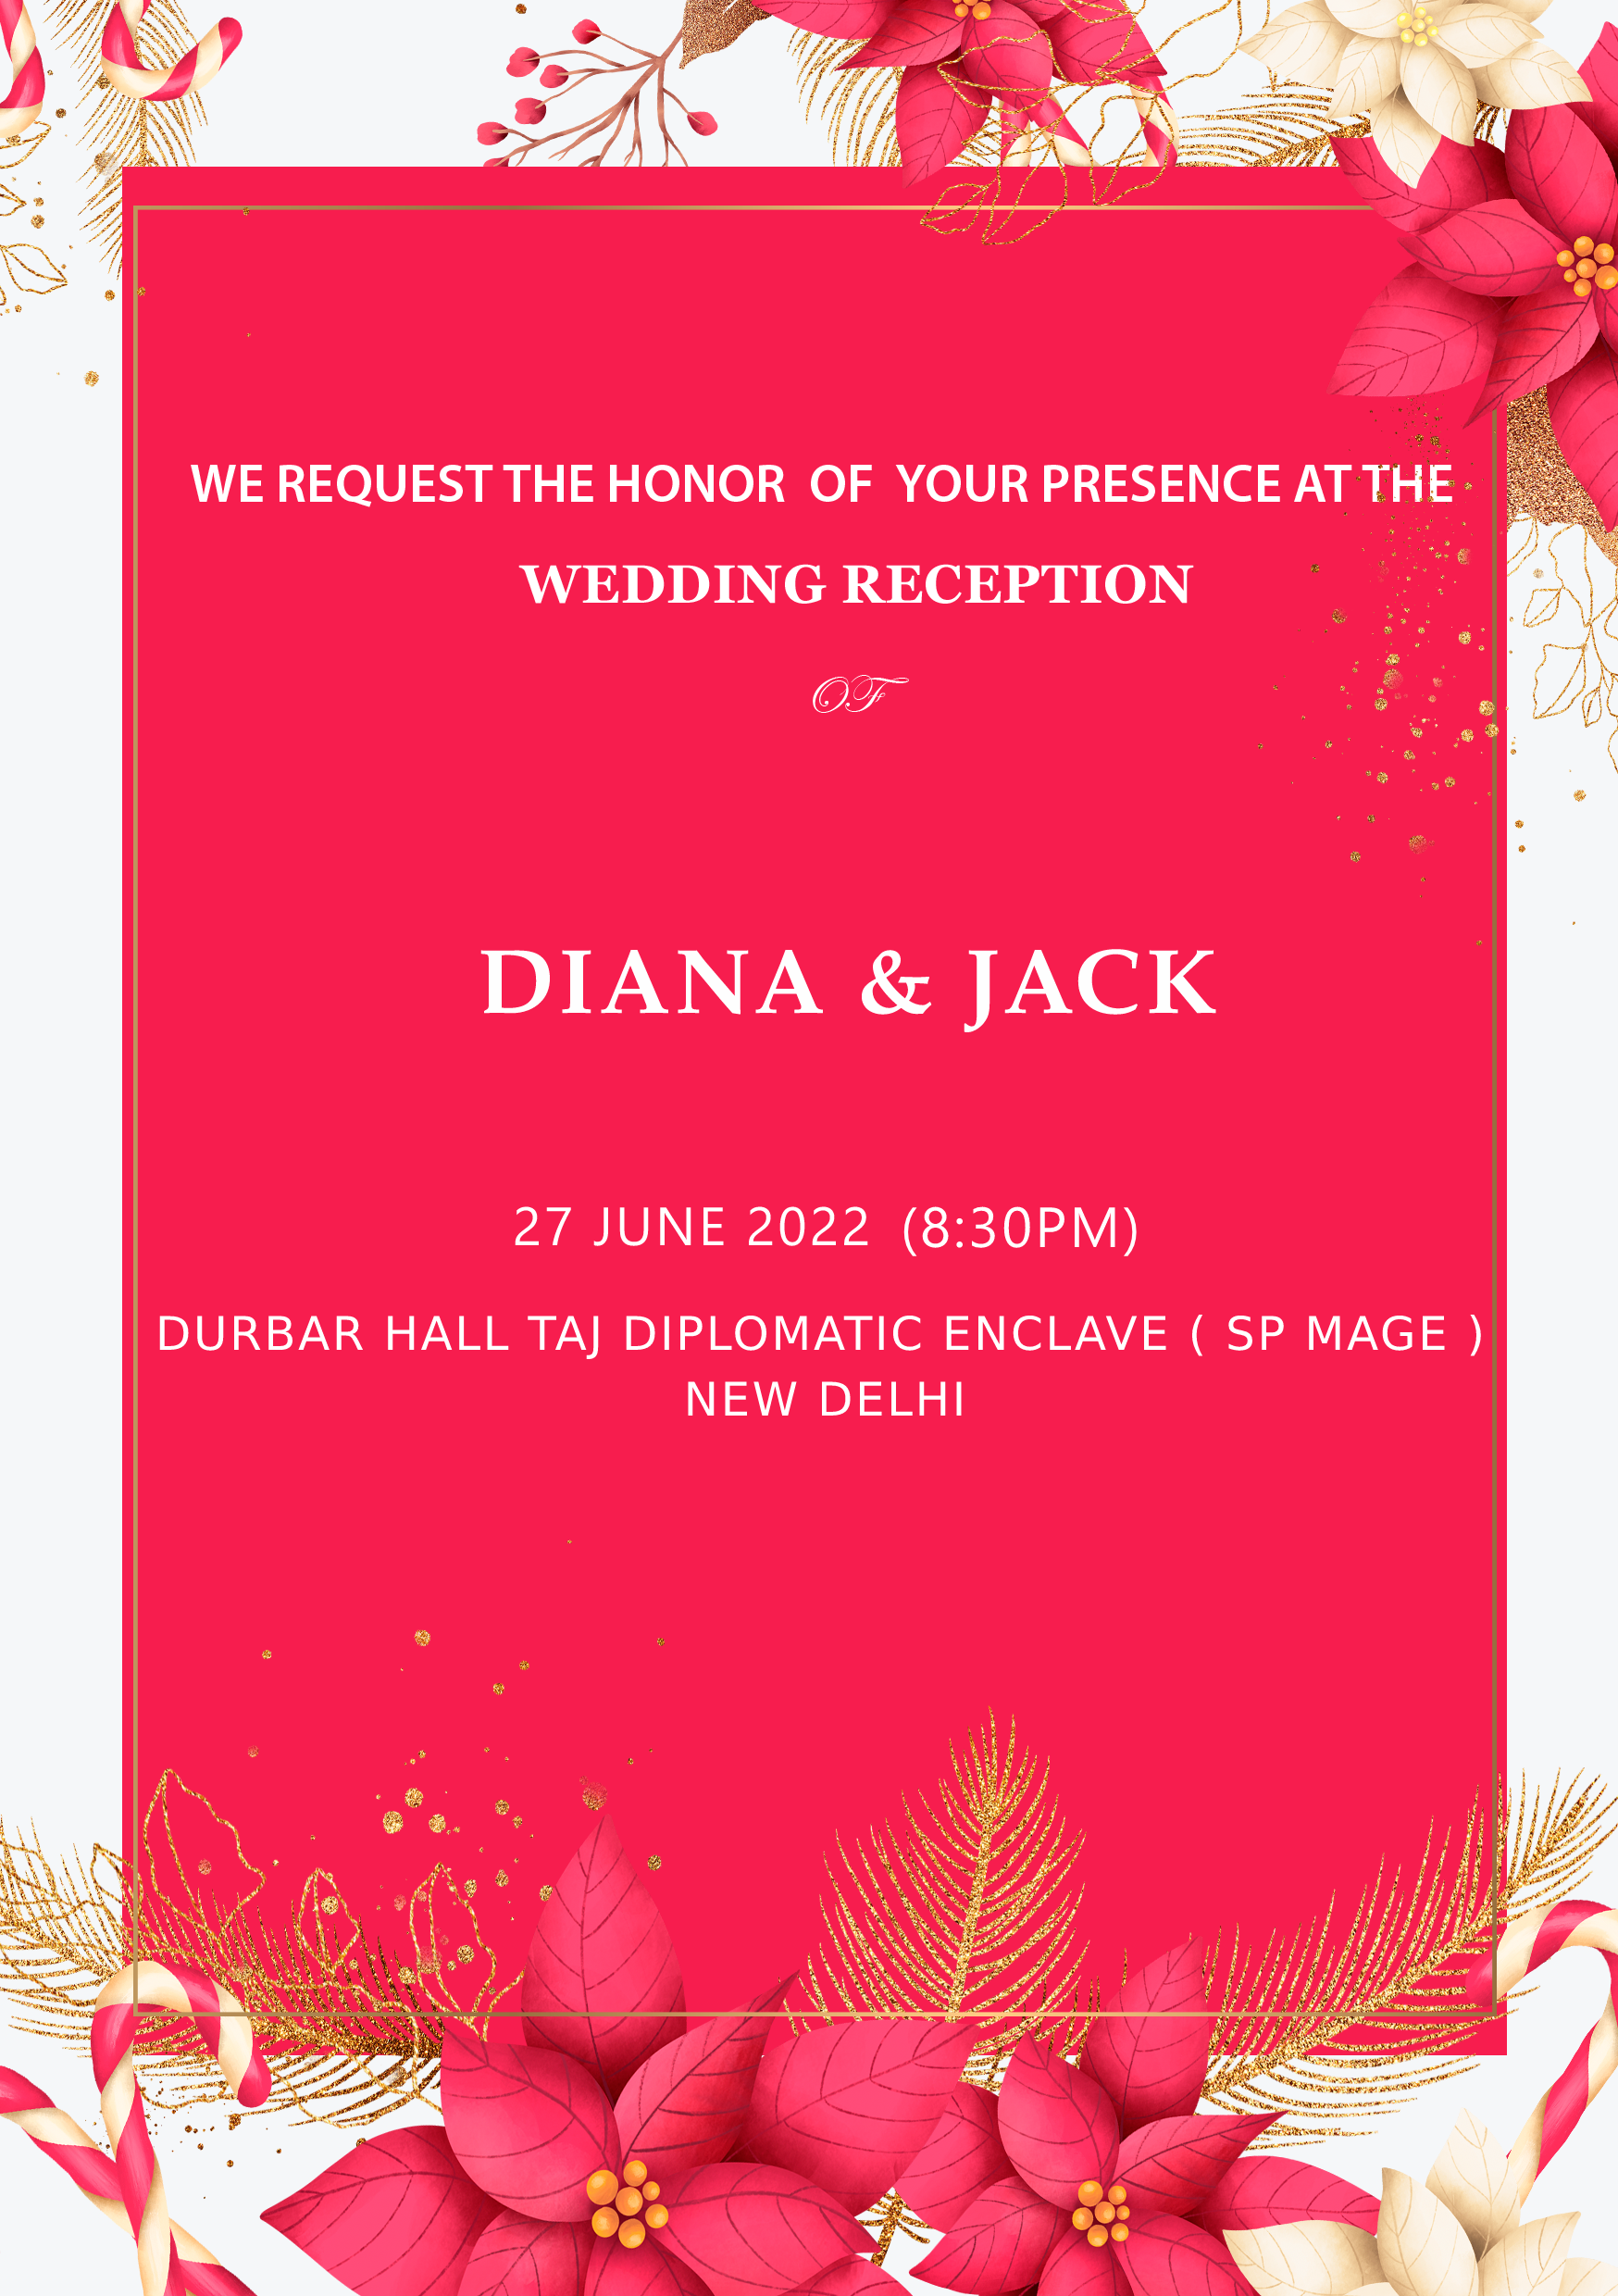 WE REQUEST THE HONOR OF YOUR PRESENCE AT THE
WEDDING RECEPTION
OF
DIANA & JACK
27 JUNE 2022 (8:30PM)
DURBAR HALL TAJ DIPLOMATIC ENCLAVE ( SP MAGE )
NEW DELHI